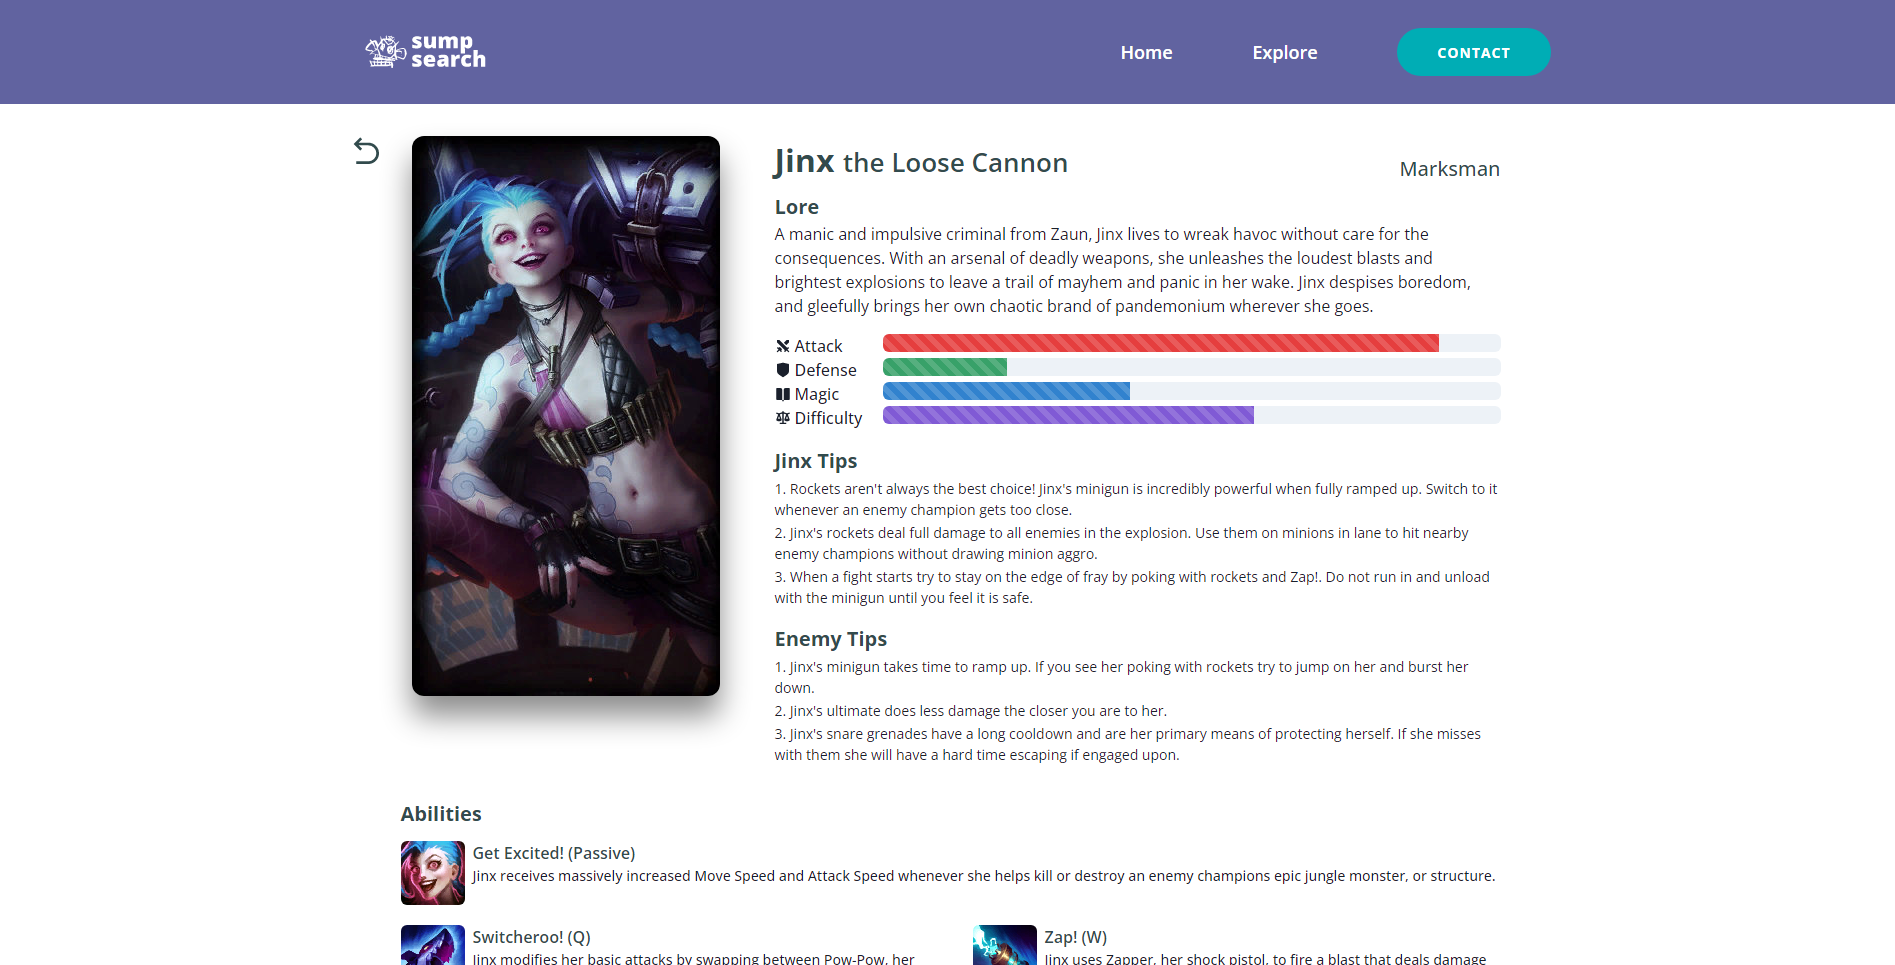 sump
search
Home
Explore
CONTACT
Jinx the Loose Cannon
Marksman
Lore
A manic and impulsive criminal from Zaun, Jinx lives to wreak havoc without care for the
consequences. With an arsenal of deadly weapons, she unleashes the loudest blasts and
brightest explosions to leave a trail of mayhem and panic in her wake. Jinx despises boredom,
and gleefully brings her own chaotic brand of pandemonium wherever she goes.
Attack
Defense
Magic
Difficulty
Jinx Tips
1. Rockets aren't always the best choice! Jinx's minigun is incredibly powerful when fully ramped up. Switch to it
whenever an enemy champion gets too close.
2. Jinx's rockets deal full damage to all enemies in the explosion. Use them on minions in lane to hit nearby
enemy champions without drawing minion aggro.
3. When a fight starts try to stay on the edge of fray by poking with rockets and Zap!. Do not run in and unload
with the minigun until you feel it is safe.
Enemy Tips
1. Jinx's minigun takes time to ramp up. If you see her poking with rockets try to jump on her and burst her
down.
2. Jinx's ultimate does less damage the closer you are to her.
3. Jinx's snare grenades have a long cooldown and are her primary means of protecting herself. If she misses
with them she will have a hard time escaping if engaged upon.
Abilities
Get Excited! (Passive)
Jinx receives massively increased Move Speed and Attack Speed whenever she helps kill or destroy an enemy champions epic jungle monster, or structure.
Switcheroo! (Q)
Jinx modifies her basic attacks by swapping between Pow-Pow, her
Zap! (W)
Jinx uses Zapper, her shock pistol, to fire a blast that deals damage